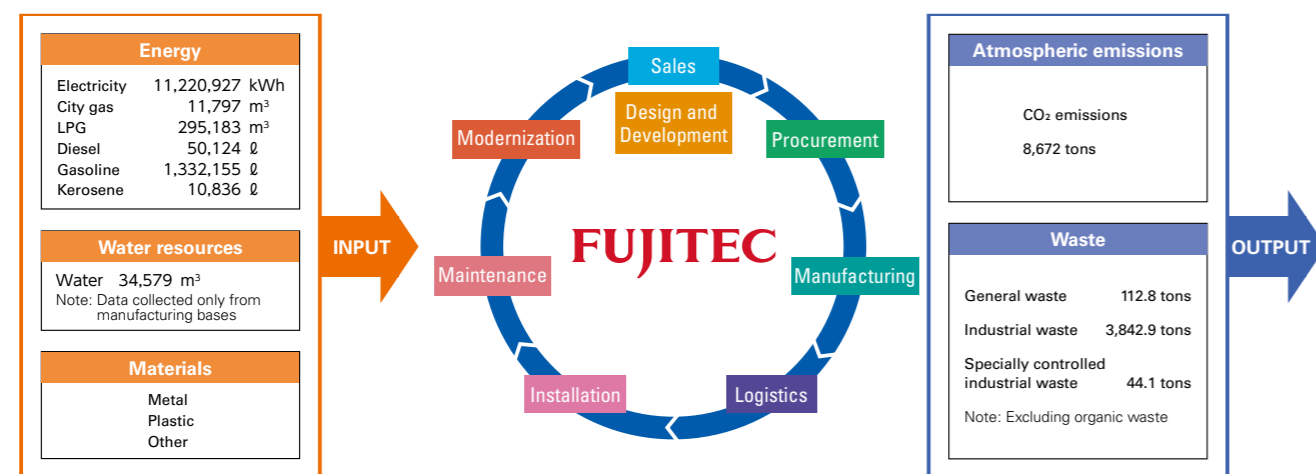 Energy
Electricity 11,220,927 kWh
City gas 11,797 m³
LPG 295,183 m³
Diesel 50,124 ℓ
Gasoline 1,332,155 ℓ
Kerosene 10,836 ℓ
Water resources
Water 34,579 m³
Note: Data collected only from
manufacturing bases
Materials
Metal
Plastic
Other
INPUT
Sales
Design and
Development
Procurement
Manufacturing
Logistics
Installation
Maintenance
Modernization
FUJITEC
Atmospheric emissions
CO₂ emissions
8,672 tons
Waste
General waste 112.8 tons
Industrial waste 3,842.9 tons
Specially controlled
industrial waste 44.1 tons
Note: Excluding organic waste
OUTPUT